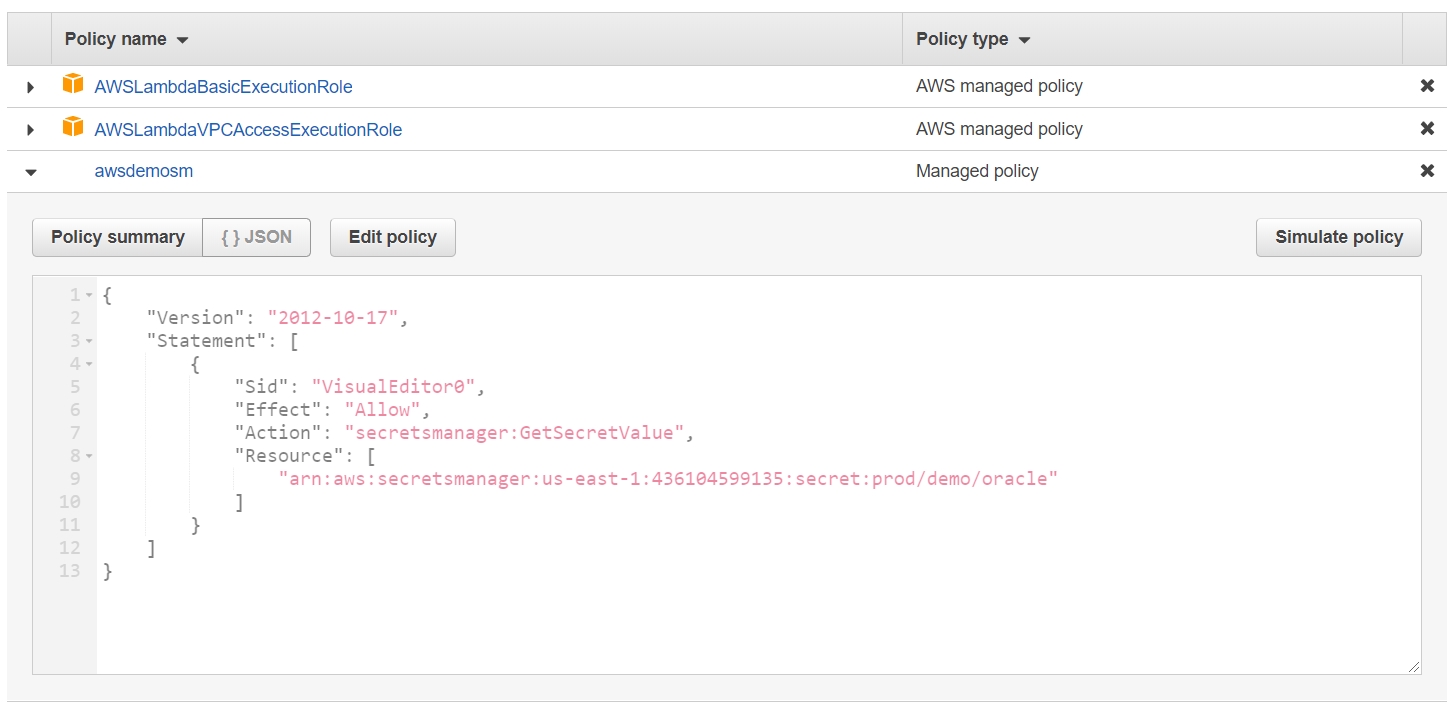 Policy name Policy type
AWSLambdaBasicExecutionRole AWS managed policy
AWSLambdaVPCAccessExecutionRole AWS managed policy
awsdemosm Managed policy
Policy summary { } JSON Edit policy Simulate policy
1 {
2 "Version": "2012-10-17",
3 "Statement": [
4 {
5 "Sid": "VisualEditor0",
6 "Effect": "Allow",
7 "Action": "secretsmanager:GetSecretValue",
8 "Resource": [
9 "arn:aws:secretsmanager:us-east-1:436104599135:secret:prod/demo/oracle"
10 ]
11 }
12 ]
13 }